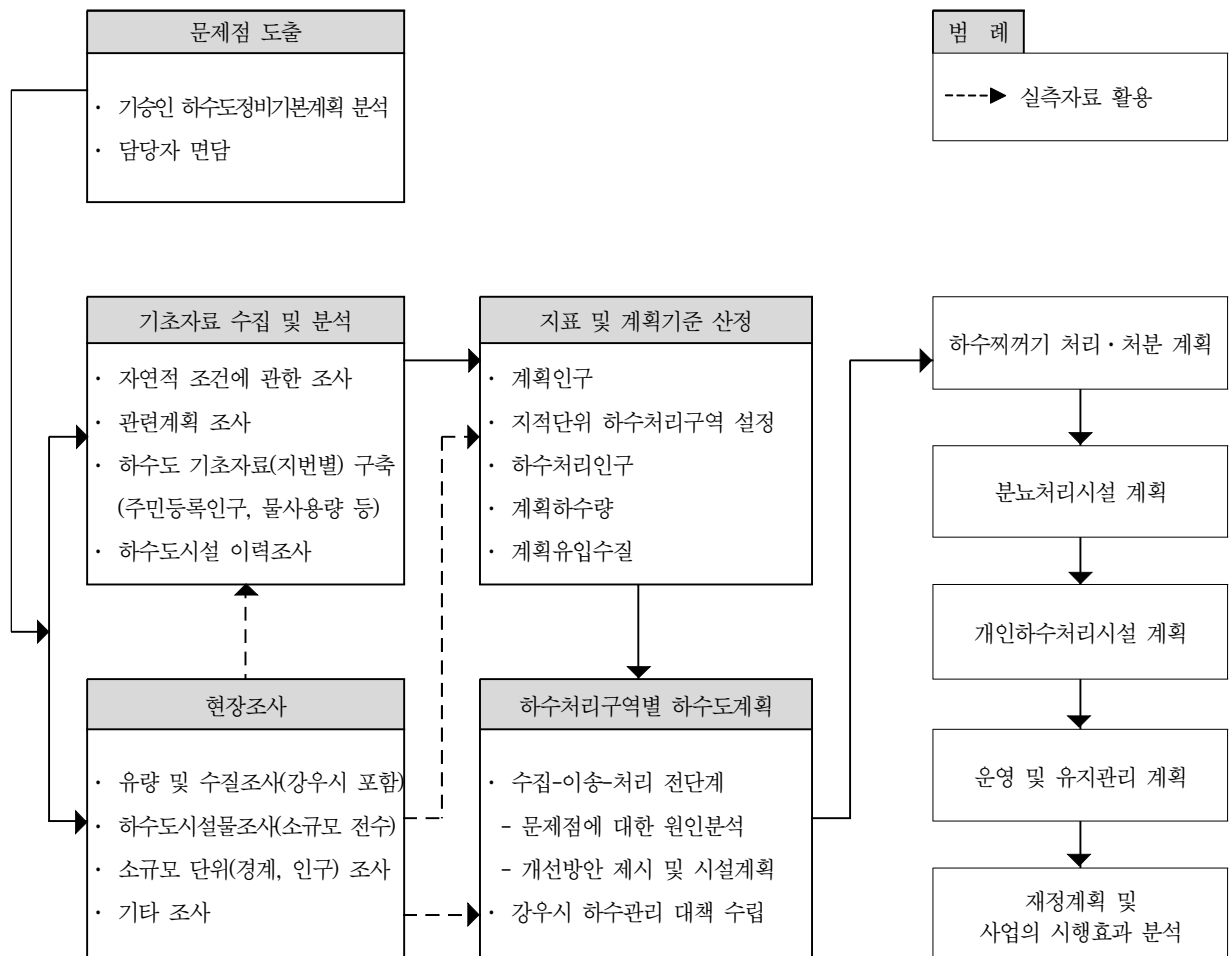 문제점 도출
· 기승인 하수도정비기본계획 분석
· 담당자 면담
범 례
실측자료 활용
기초자료 수집 및 분석
· 자연적 조건에 관한 조사
· 관련계획 조사
· 하수도 기초자료(지번별) 구축
(주민등록인구, 물사용량 등)
· 하수도시설 이력조사
지표 및 계획기준 산정
· 계획인구
· 지적단위 하수처리구역 설정
· 하수처리인구
· 계획하수량
· 계획유입수질
현장조사
· 유량 및 수질조사(강우시 포함)
· 하수도시설물조사(소규모 전수)
· 소규모 단위(경계, 인구) 조사
· 기타 조사
하수처리구역별 하수도계획
· 수집-이송-처리 전단계
- 문제점에 대한 원인분석
- 개선방안 제시 및 시설계획
· 강우시 하수관리 대책 수립
하수찌꺼기 처리·처분 계획
분뇨처리시설 계획
개인하수처리시설 계획
운영 및 유지관리 계획
재정계획 및
사업의 시행효과 분석